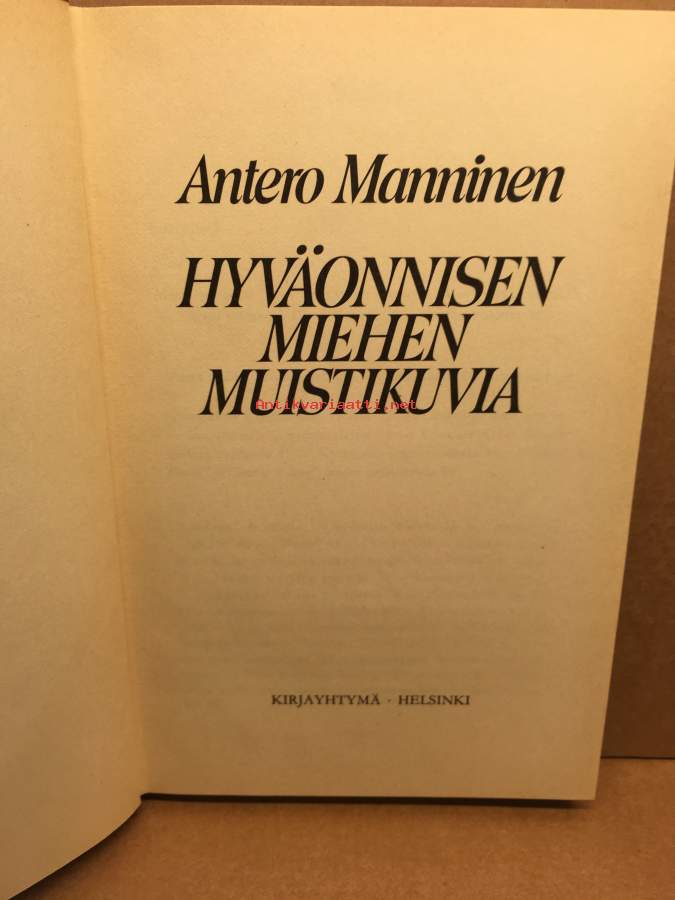 Antero Manninen
HYVÄONNISEN
MIEHEN
MUISTIKUVIA
Antikvariaatti.net
KIRJAYHTYMÄ · HELSINKI